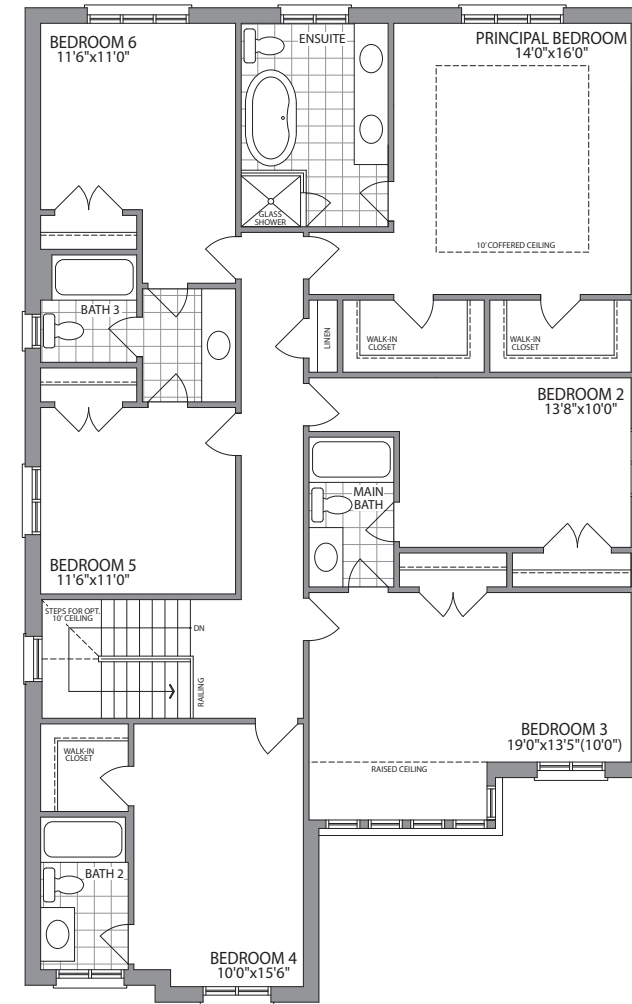 BEDROOM 6
11'6"x11'0"
ENSUITE
PRINCIPAL BEDROOM
14'0"x16'0"
GLASS
SHOWER
10' COFFERED CEILING
BATH 3
LINEN
WALK-IN
CLOSET
WALK-IN
CLOSET
BEDROOM 2
13'8"x10'0"
MAIN
BATH
BEDROOM 5
11'6"x11'0"
STEPS FOR OPT.
10' CEILING
DN
RAILING
BEDROOM 3
19'0"x13'5"(10'0")
RAISED CEILING
WALK-IN
CLOSET
BATH 2
BEDROOM 4
10'0"x15'6"